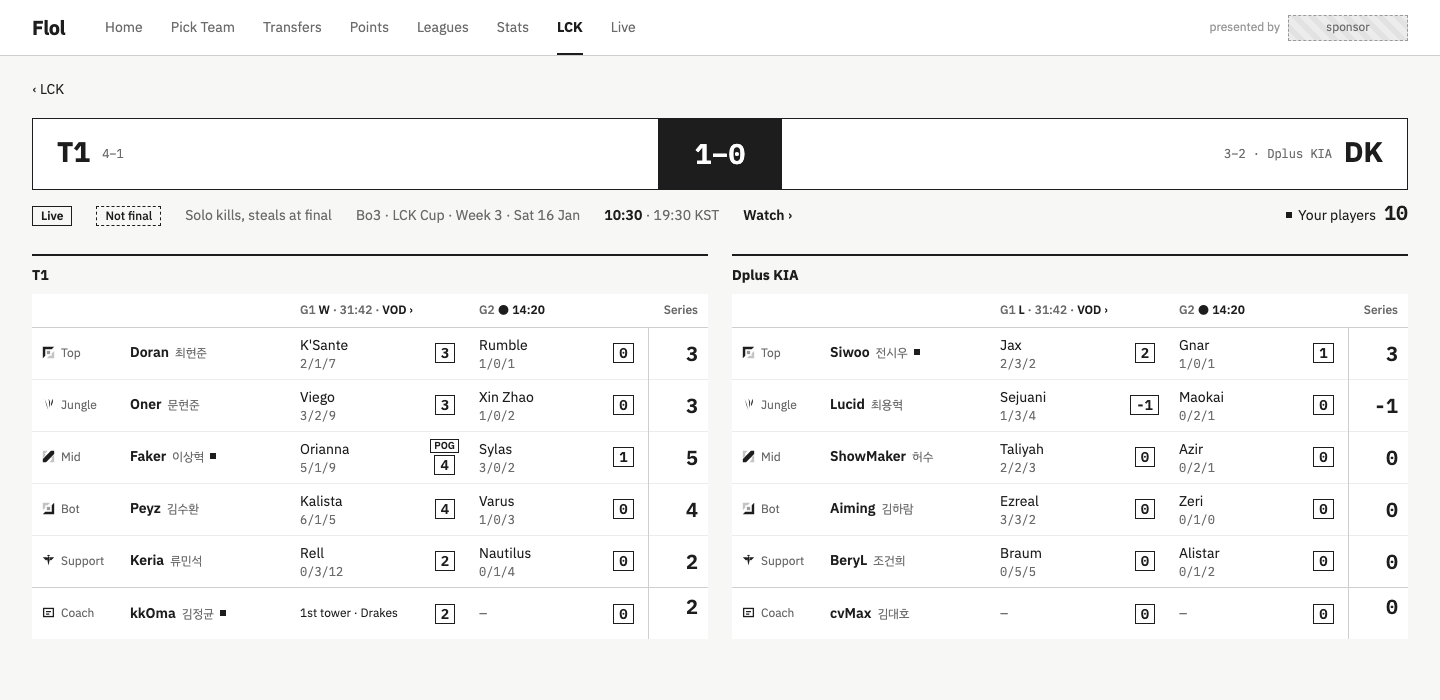 Flol Home Pick Team Transfers Points Leagues Stats LCK Live presented by sponsor
‹ LCK
T1 4–1 1–0 3–2 · Dplus KIA DK
Live Not final Solo kills, steals at final Bo3 · LCK Cup · Week 3 · Sat 16 Jan 10:30 · 19:30 KST Watch › Your players 10
T1
G1 W · 31:42 · VOD › G2 14:20 Series
Top Doran 최현준 K'Sante 2/1/7 3 Rumble 1/0/1 0 3
Jungle Oner 문현준 Viego 3/2/9 3 Xin Zhao 1/0/2 0 3
Mid Faker 이상혁 Orianna 5/1/9 POG 4 Sylas 3/0/2 1 5
Bot Peyz 김수환 Kalista 6/1/5 4 Varus 1/0/3 0 4
Support Keria 류민석 Rell 0/3/12 2 Nautilus 0/1/4 0 2
Coach kkOma 김정균 1st tower · Drakes 2 – 0 2
Dplus KIA
G1 L · 31:42 · VOD › G2 14:20 Series
Top Siwoo 전시우 Jax 2/3/2 2 Gnar 1/0/1 1 3
Jungle Lucid 최용혁 Sejuani 1/3/4 -1 Maokai 0/2/1 0 -1
Mid ShowMaker 허수 Taliyah 2/2/3 0 Azir 0/2/1 0 0
Bot Aiming 김하람 Ezreal 3/3/2 0 Zeri 0/1/0 0 0
Support BeryL 조건희 Braum 0/5/5 0 Alistar 0/1/2 0 0
Coach cvMax 김대호 – 0 – 0 0